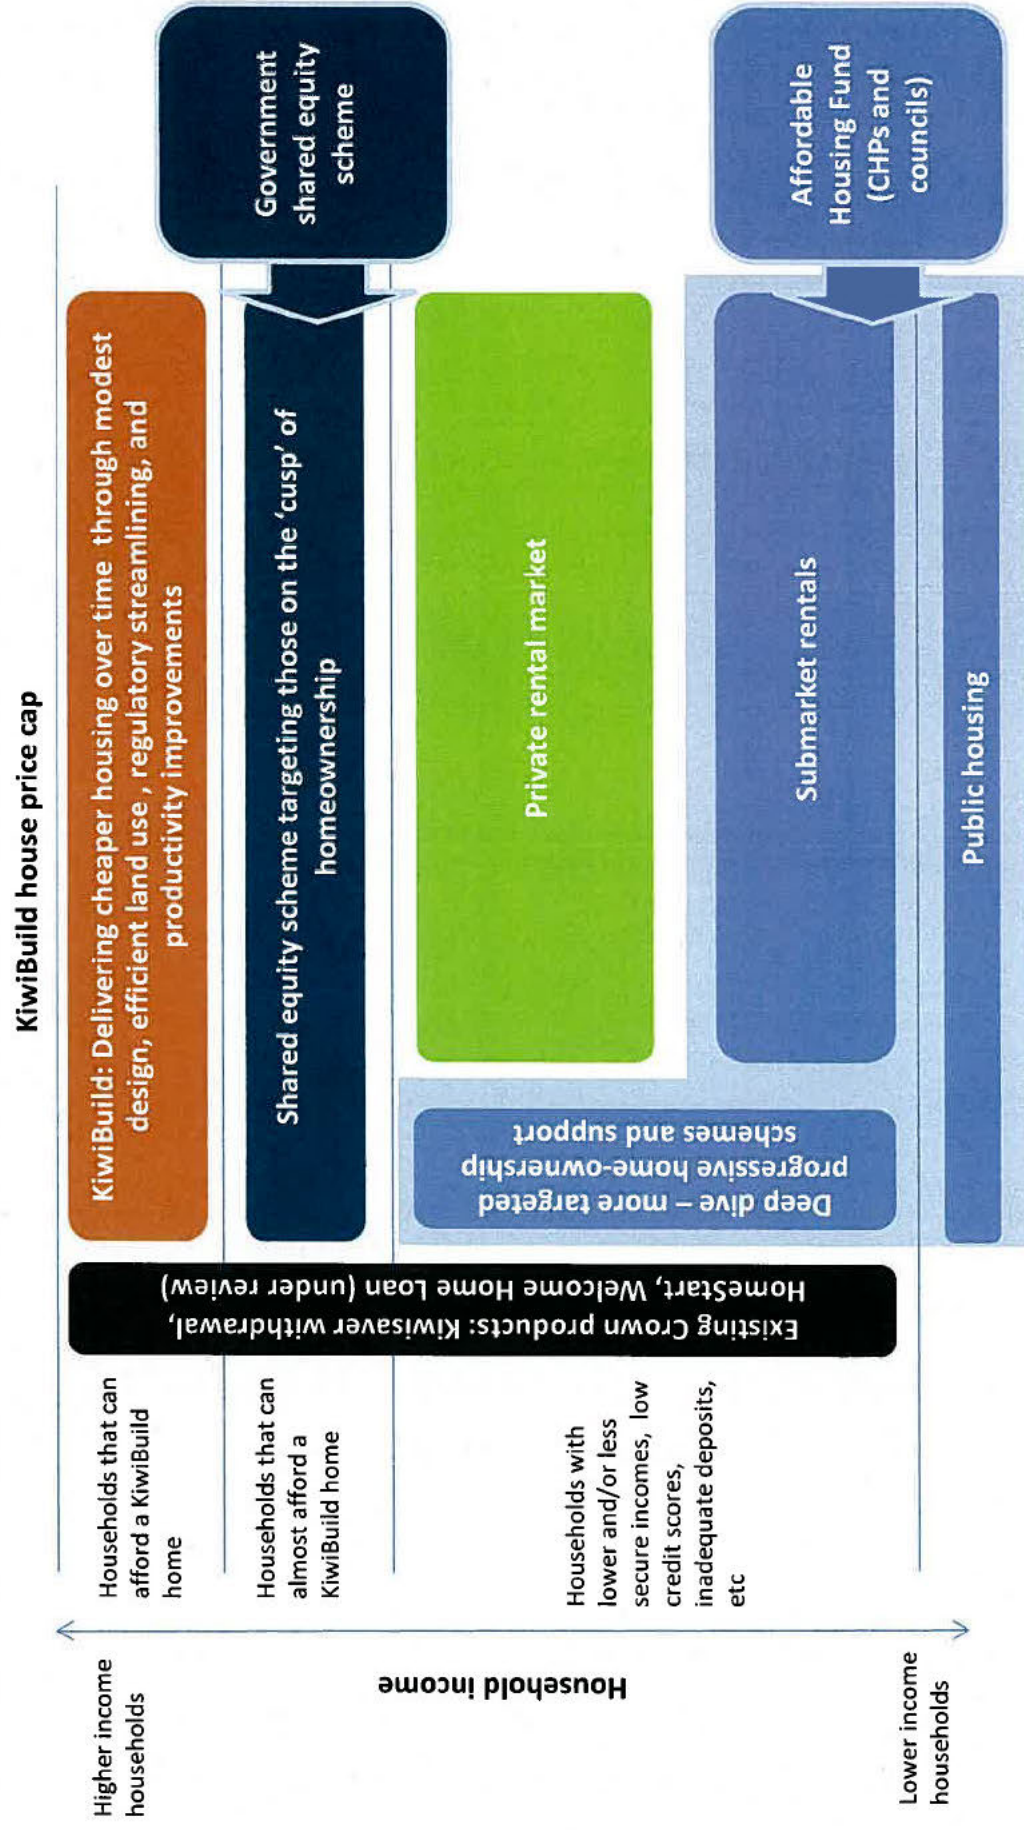 KiwiBuild house price cap
Higher income
households
Household income
Lower income
households
Households that can
afford a KiwiBuild
home
Households that can
almost afford a
KiwiBuild home
Households with
lower and/or less
secure incomes, low
credit scores,
inadequate deposits,
etc
Existing Crown products: Kiwisaver withdrawal,
HomeStart, Welcome Home Loan (under review)
KiwiBuild: Delivering cheaper housing over time through modest
design, efficient land use , regulatory streamlining, and
productivity improvements
Shared equity scheme targeting those on the ‘cusp’ of
homeownership
Government
shared equity
scheme
Deep dive – more targeted
progressive home-ownership
schemes and support
Private rental market
Submarket rentals
Affordable
Housing Fund
(CHPs and
councils)
Public housing